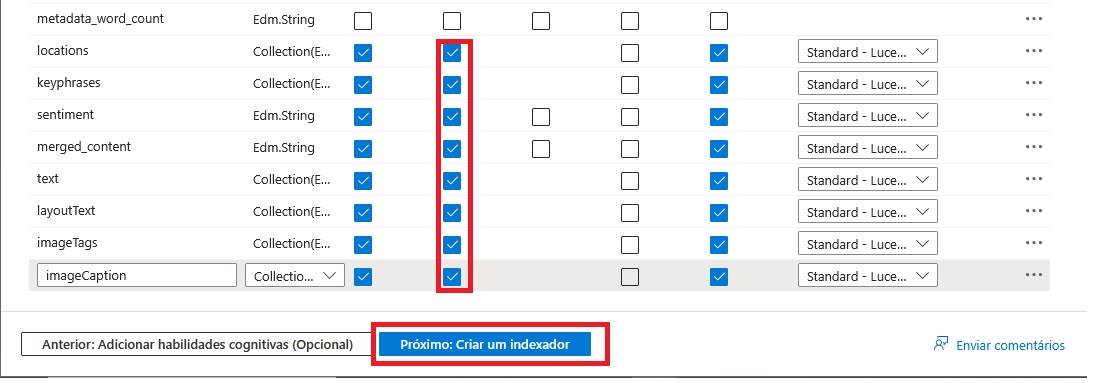 metadata_word_count Edm.String ...
locations Collection(E... Standard - Luce... ...
keyphrases Collection(E... Standard - Luce... ...
sentiment Edm.String Standard - Luce... ...
merged_content Edm.String Standard - Luce... ...
text Collection(E... Standard - Luce... ...
layoutText Collection(E... Standard - Luce... ...
imageTags Collection(E... Standard - Luce... ...
imageCaption Collectio... Standard - Luce... ...
Anterior: Adicionar habilidades cognitivas (Opcional) Próximo: Criar um indexador Enviar comentários